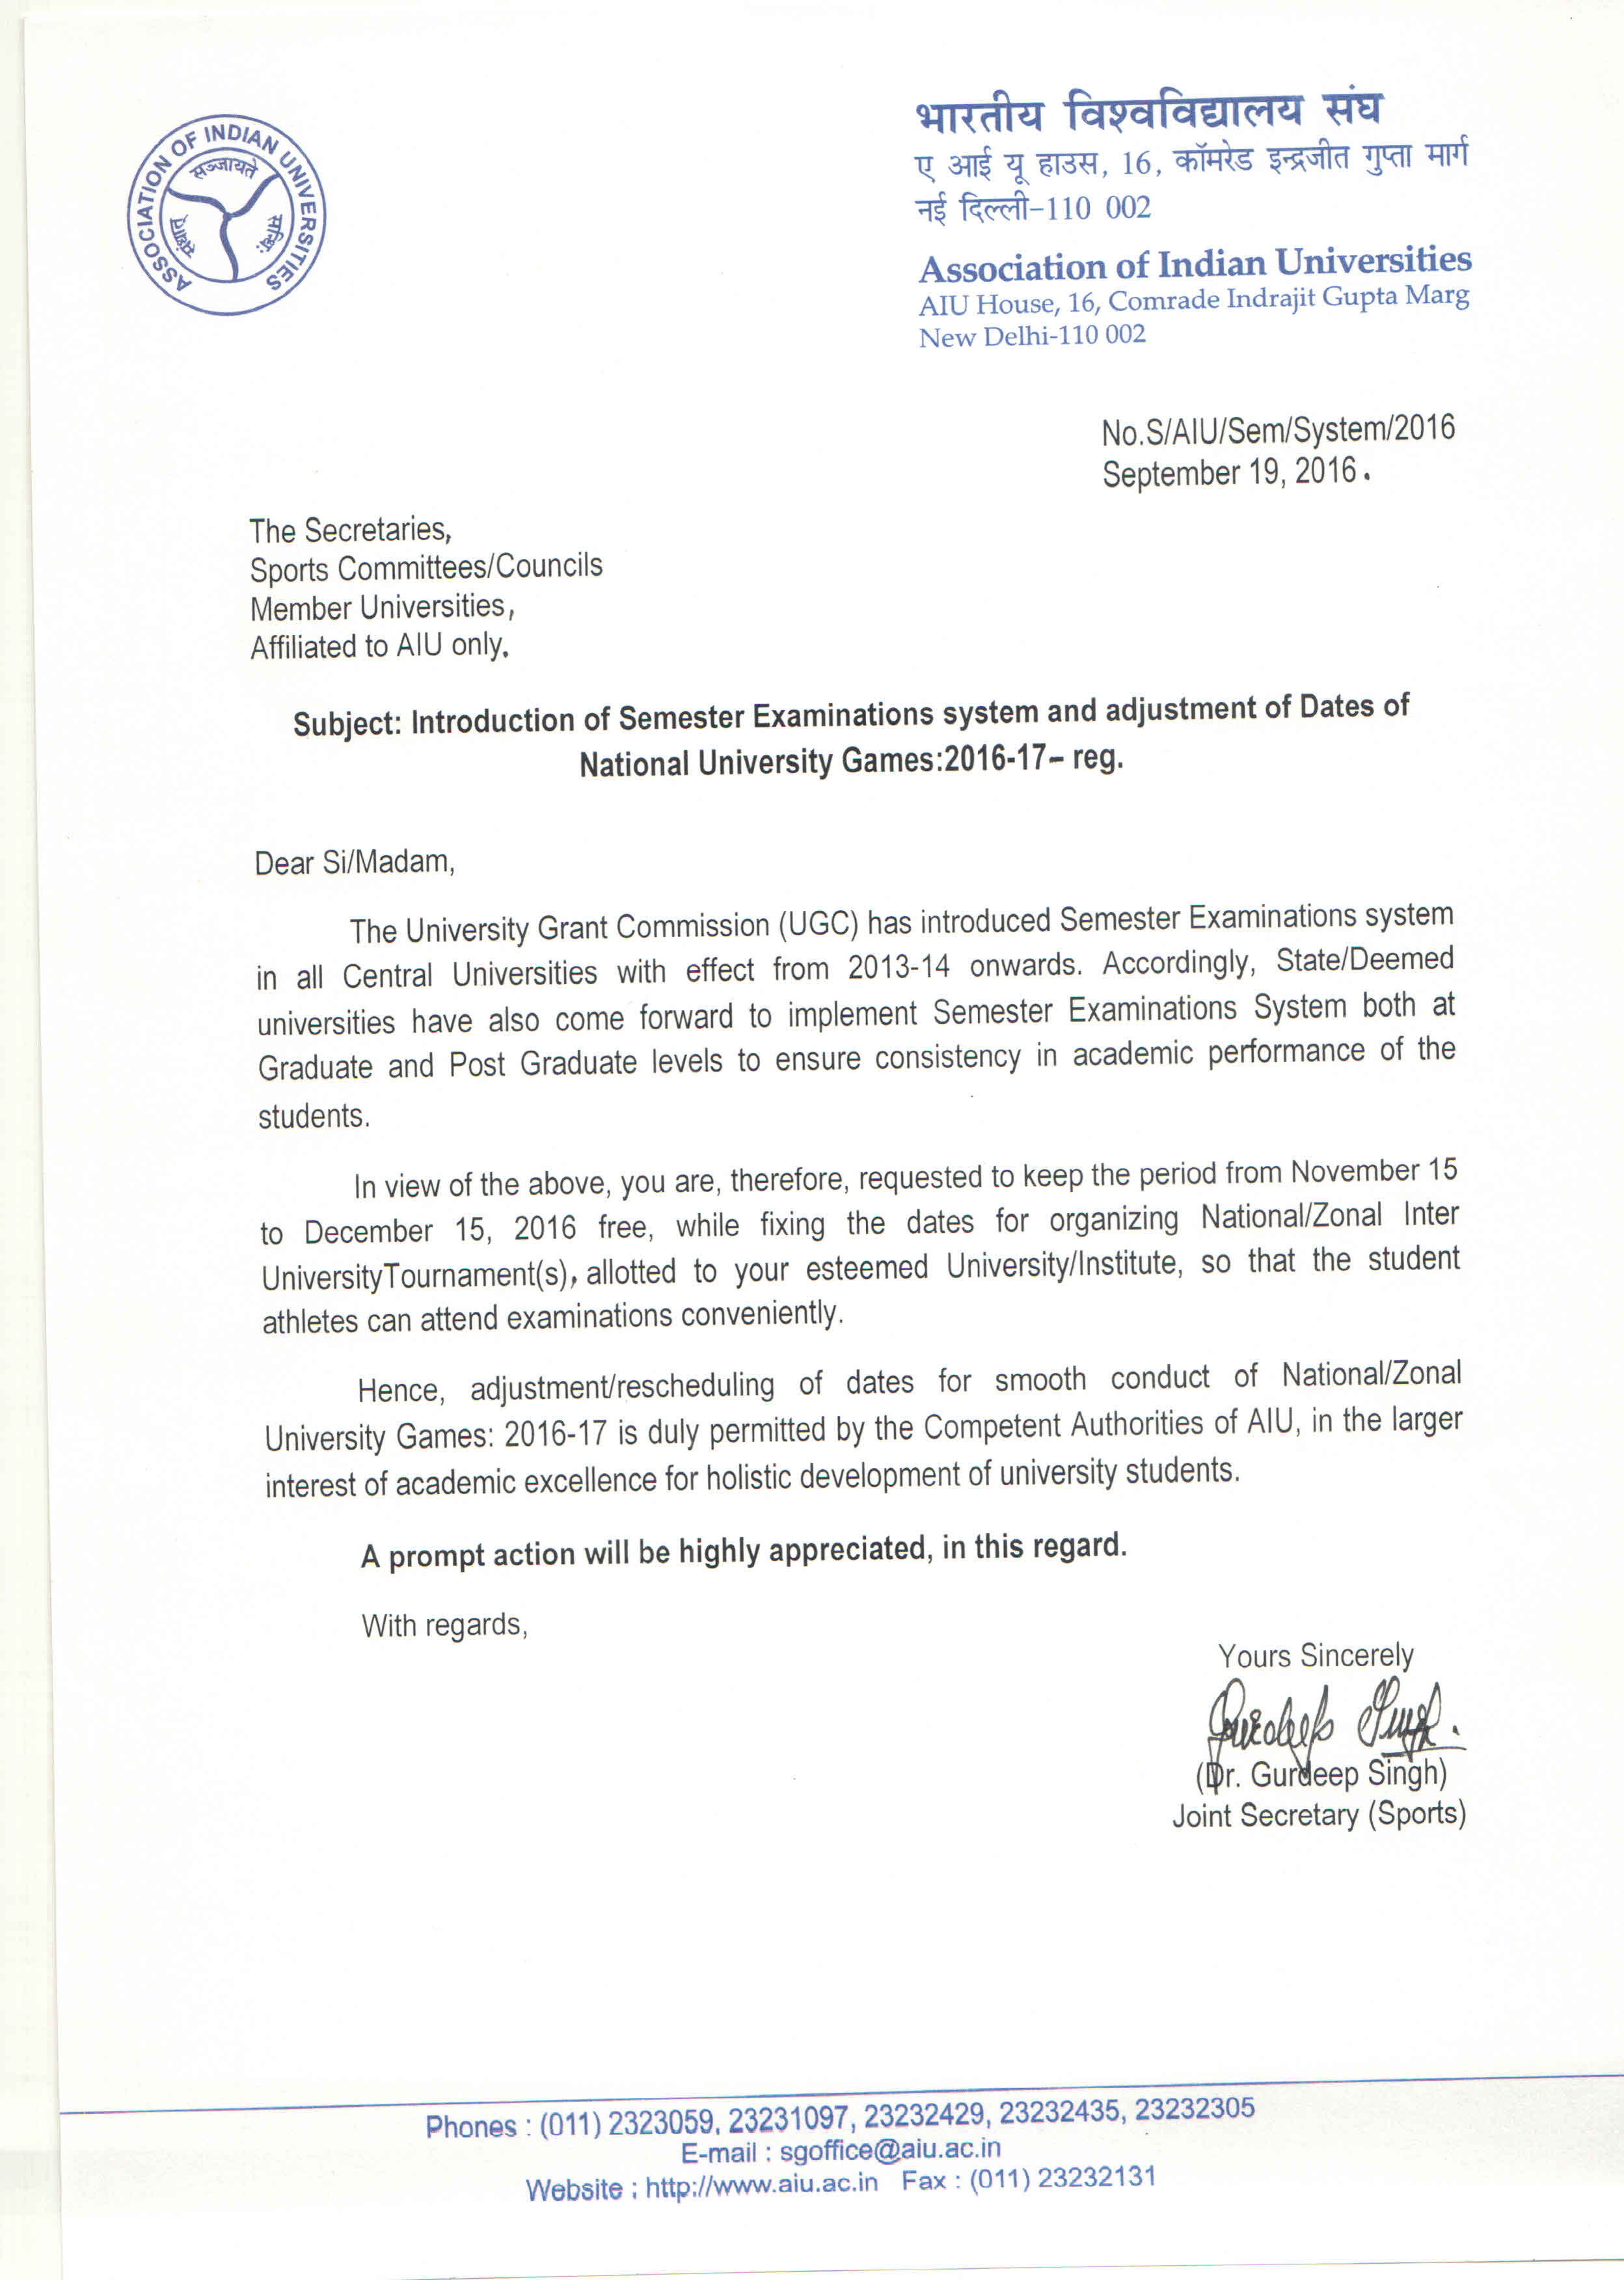 ASSOCIATION OF INDIAN UNIVERSITIES
सञ्जायते
भारतीय विश्वविद्यालय संघ
ए आई यू हाउस, 16, कॉमरेड इन्द्रजीत गुप्ता मार्ग
नई दिल्ली-110 002
Association of Indian Universities
AIU House, 16, Comrade Indrajit Gupta Marg
New Delhi-110 002
No.S/AIU/Sem/System/2016
September 19, 2016.
The Secretaries,
Sports Committees/Councils
Member Universities,
Affiliated to AIU only.
Subject: Introduction of Semester Examinations system and adjustment of Dates of
National University Games:2016-17– reg.
Dear Si/Madam,
The University Grant Commission (UGC) has introduced Semester Examinations system
in all Central Universities with effect from 2013-14 onwards. Accordingly, State/Deemed
universities have also come forward to implement Semester Examinations System both at
Graduate and Post Graduate levels to ensure consistency in academic performance of the
students.
In view of the above, you are, therefore, requested to keep the period from November 15
to December 15, 2016 free, while fixing the dates for organizing National/Zonal Inter
UniversityTournament(s), allotted to your esteemed University/Institute, so that the student
athletes can attend examinations conveniently.
Hence, adjustment/rescheduling of dates for smooth conduct of National/Zonal
University Games: 2016-17 is duly permitted by the Competent Authorities of AIU, in the larger
interest of academic excellence for holistic development of university students.
A prompt action will be highly appreciated, in this regard.
With regards,
Yours Sincerely
Gurdeep Singh.
(Dr. Gurdeep Singh)
Joint Secretary (Sports)
Phones : (011) 2323059, 23231097, 23232429, 23232435, 23232305
E-mail : sgoffice@aiu.ac.in
Website : http://www.aiu.ac.in Fax : (011) 23232131